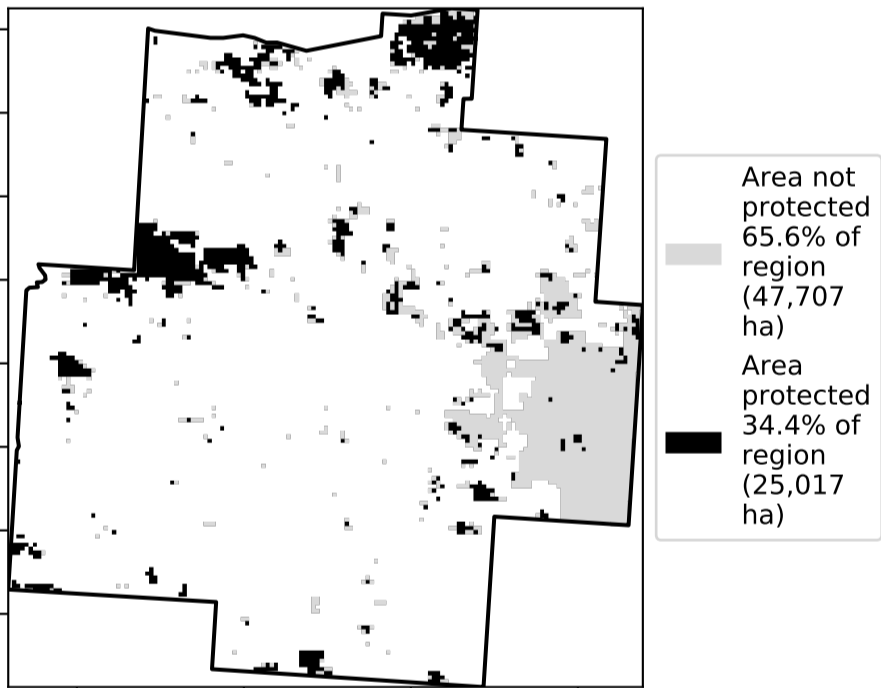 Area not
protected
65.6% of
region
(47,707
ha)
Area
protected
34.4% of
region
(25,017
ha)